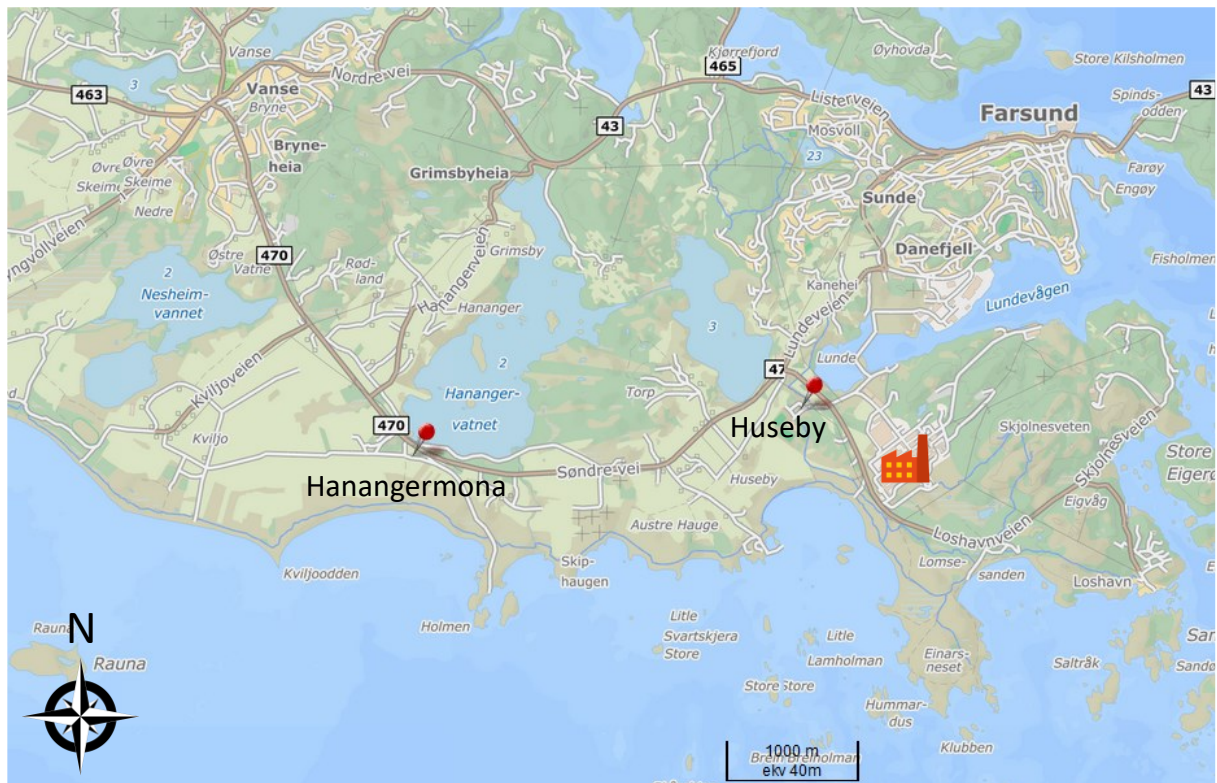 Vanse
Kjørrefjord
Øyhovda
Store Kilsholmen
465
463
3
Nordre vei
Vanse
Bryne
Listerveien
43
Spinds-
odden
43
Farsund
Mosvoll
23
Bryne-
heia
Øvre
Øvre
Skeime
Skeime
Grimsbyheia
Farøy
Engøy
Sunde
Nedre
470
Østre
Vatne
Grimsby
Danefjell
Fisholmen
2
Nesheim-
vannet
Rød-
land
Hanangerveien
Hananger
Kanehei
Lundevågen
3
Lundeveien
Lunde
2
Kviljoveien
Hananger-
vatnet
Torp
47
470
Kviljo
Huseby
Skjolnesveten
Skjolnesveien
Store
Søndre vei
Huseby
Hanangermona
Eigvåg
Austre Hauge
Loshavnveien
Skip-
haugen
Kviljoodden
Lomse-
sanden
Loshavn
Holmen
Litle
Svartskjera
Store
Litle
Lamholman
N
Rauna
Rauna
Einars-
neset
Saltråk
Store
Store
Hummar-
dus
Klubben
1000 m
ekv 40m